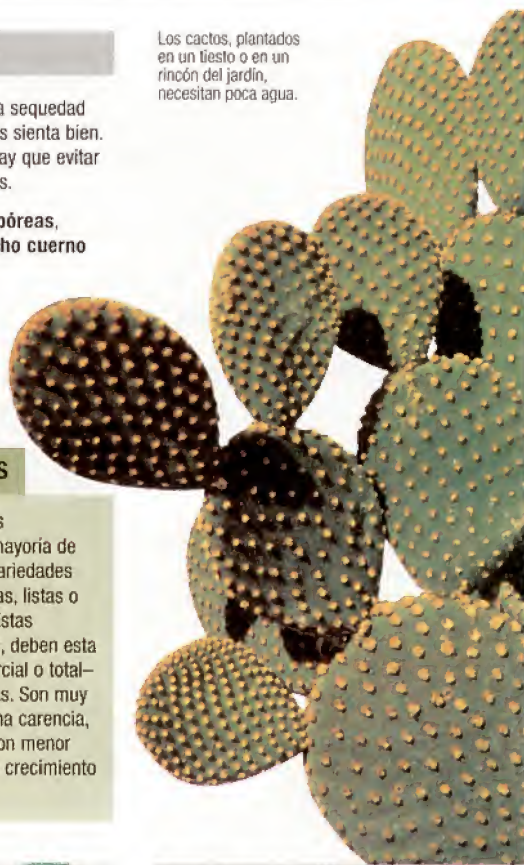 Los cactos, plantados
en un tiesto o en un
rincón del jardín,
necesitan poca agua.
a sequedad
s sienta bien.
ay que evitar
s.
póreas,
ho cuerno
S
s
nayoría de
ariedades
as, listas o
Estas
, deben esta
rcial o total–
as. Son muy
na carencia,
on menor
crecimiento